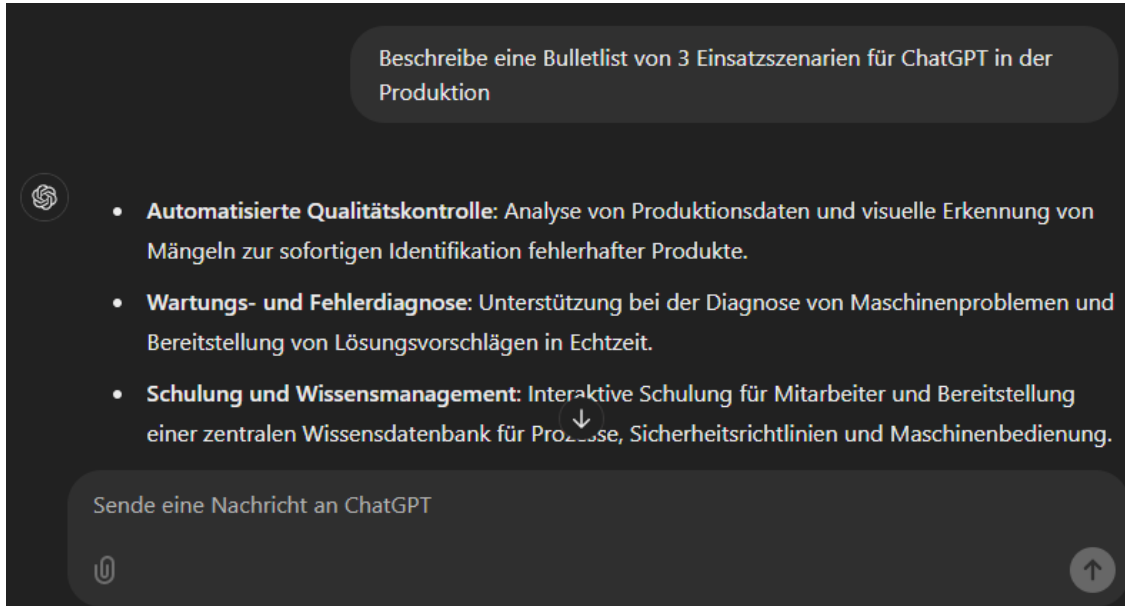 Beschreibe eine Bulletlist von 3 Einsatzszenarien für ChatGPT in der
Produktion
• Automatisierte Qualitätskontrolle: Analyse von Produktionsdaten und visuelle Erkennung von
Mängeln zur sofortigen Identifikation fehlerhafter Produkte.
• Wartungs- und Fehlerdiagnose: Unterstützung bei der Diagnose von Maschinenproblemen und
Bereitstellung von Lösungsvorschlägen in Echtzeit.
• Schulung und Wissensmanagement: Interaktive Schulung für Mitarbeiter und Bereitstellung
einer zentralen Wissensdatenbank für Prozesse, Sicherheitsrichtlinien und Maschinenbedienung.
Sende eine Nachricht an ChatGPT